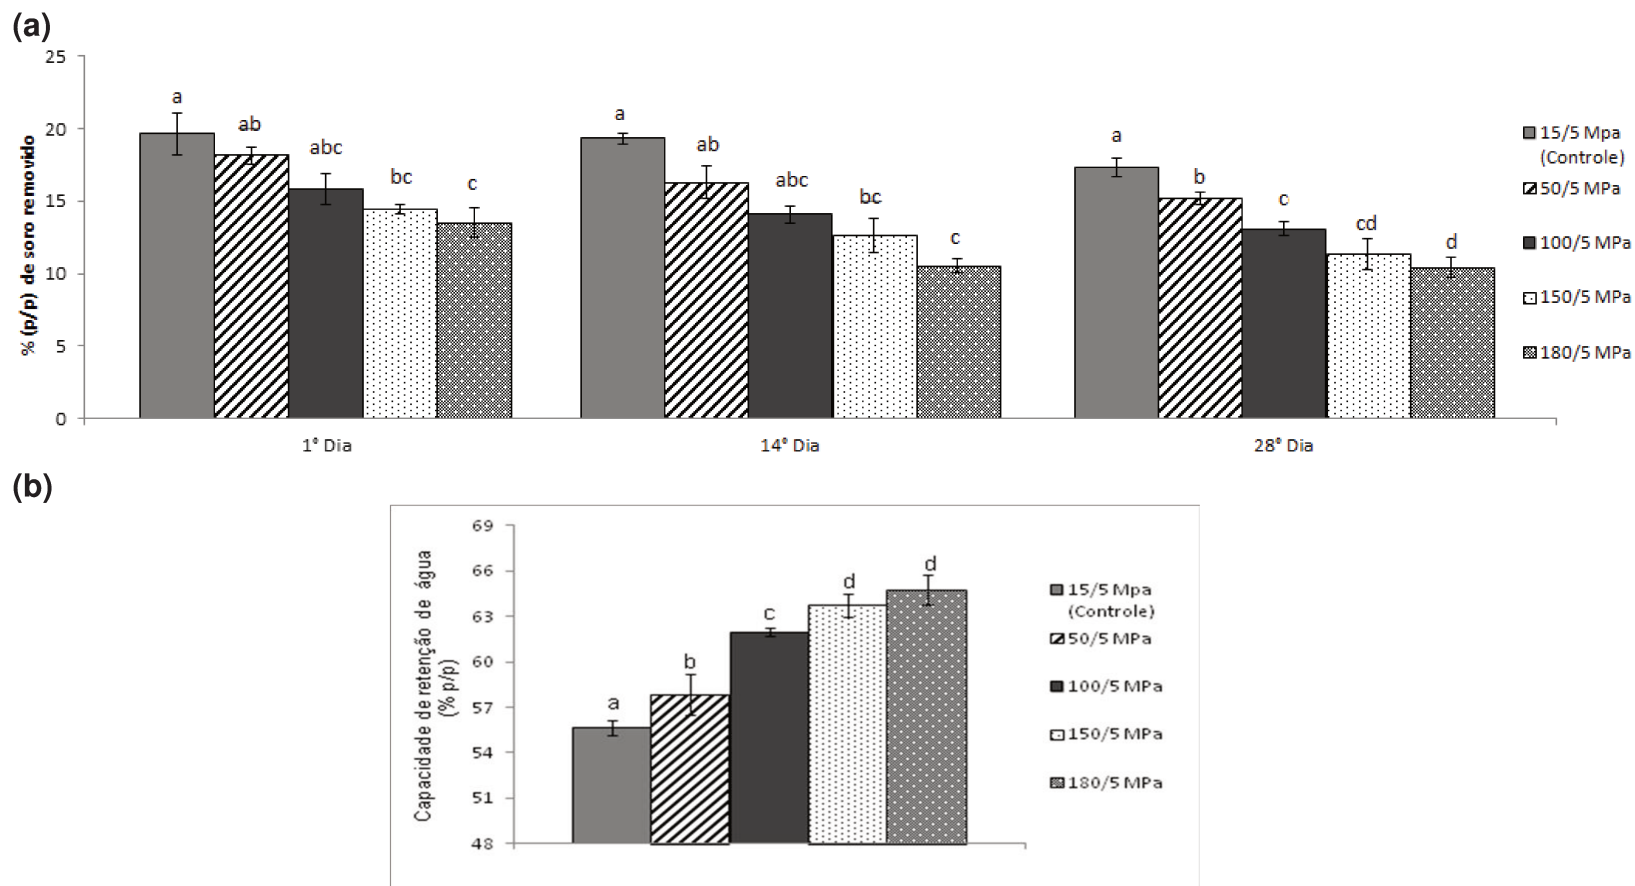 (a)
% (p/p) de soro removido
25
20
15
10
5
0
a
ab
abc
bc
c
a
ab
abc
bc
c
a
b
c
cd
d
1° Dia
14° Dia
28° Dia
15/5 Mpa
(Controle)
50/5 MPa
100/5 MPa
150/5 MPa
180/5 MPa
(b)
Capacidade de retenção de água
(% p/p)
69
66
63
60
57
54
51
48
a
b
c
d
d
15/5 Mpa
(Controle)
50/5 MPa
100/5 MPa
150/5 MPa
180/5 MPa